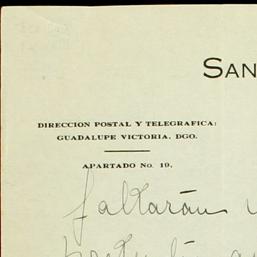 SAN
DIRECCION POSTAL Y TELEGRAFICA:
GUADALUPE VICTORIA. DGO.
APARTADO No. 19.
faltarán